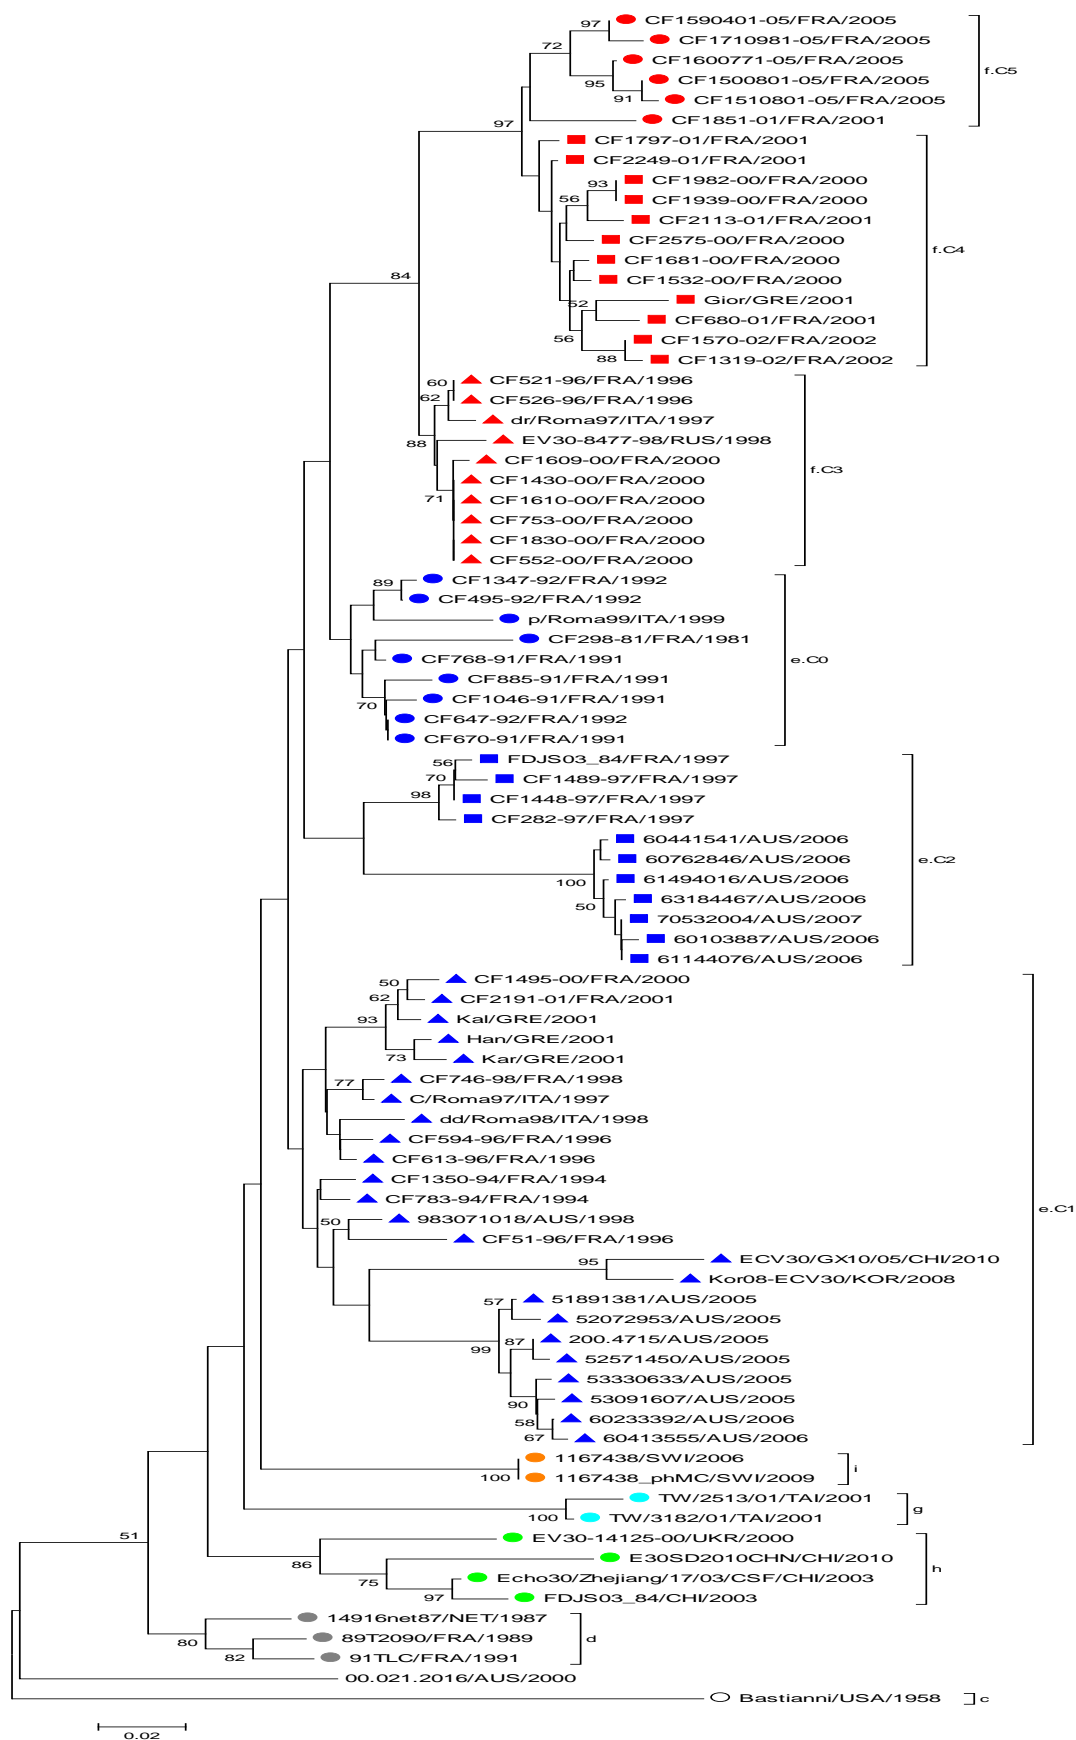 CF1590401-05/FRA/2005
97
CF1710981-05/FRA/2005
72
CF1600771-05/FRA/2005
f.C5
CF1500801-05/FRA/2005
95
CF1510801-05/FRA/2005
91
CF1851-01/FRA/2001
97
CF1797-01/FRA/2001
CF2249-01/FRA/2001
CF1982-00/FRA/2000
93
CF1939-00/FRA/2000
56
CF2113-01/FRA/2001
CF2575-00/FRA/2000
f.C4
CF1681-00/FRA/2000
84
CF1532-00/FRA/2000
Gior/GRE/2001
52
CF680-01/FRA/2001
56
CF1570-02/FRA/2002
88
CF1319-02/FRA/2002
60
CF521-96/FRA/1996
62
CF526-96/FRA/1996
dr/Roma97/ITA/1997
88
EV30-8477-98/RUS/1998
CF1609-00/FRA/2000
f.C3
CF1430-00/FRA/2000
71
CF1610-00/FRA/2000
CF753-00/FRA/2000
CF1830-00/FRA/2000
CF552-00/FRA/2000
89
CF1347-92/FRA/1992
CF495-92/FRA/1992
p/Roma99/ITA/1999
CF298-81/FRA/1981
CF768-91/FRA/1991
e.C0
CF885-91/FRA/1991
70
CF1046-91/FRA/1991
CF647-92/FRA/1992
CF670-91/FRA/1991
56
FDJS03_84/FRA/1997
70
CF1489-97/FRA/1997
98
CF1448-97/FRA/1997
CF282-97/FRA/1997
60441541/AUS/2006
60762846/AUS/2006
e.C2
100
61494016/AUS/2006
50
63184467/AUS/2006
70532004/AUS/2007
60103887/AUS/2006
61144076/AUS/2006
50
CF1495-00/FRA/2000
62
CF2191-01/FRA/2001
93
Kal/GRE/2001
Han/GRE/2001
73
Kar/GRE/2001
77
CF746-98/FRA/1998
C/Roma97/ITA/1997
dd/Roma98/ITA/1998
CF594-96/FRA/1996
CF613-96/FRA/1996
CF1350-94/FRA/1994
CF783-94/FRA/1994
e.C1
50
983071018/AUS/1998
CF51-96/FRA/1996
95
ECV30/GX10/05/CHI/2010
Kor08-ECV30/KOR/2008
57
51891381/AUS/2005
52072953/AUS/2005
87
200.4715/AUS/2005
99
52571450/AUS/2005
53330633/AUS/2005
90
53091607/AUS/2005
58
60233392/AUS/2006
67
60413555/AUS/2006
1167438/SWI/2006
i
100
1167438_phMC/SWI/2009
TW/2513/01/TAI/2001
g
100
TW/3182/01/TAI/2001
51
EV30-14125-00/UKR/2000
86
E30SD2010CHN/CHI/2010
h
75
Echo30/Zhejiang/17/03/CSF/CHI/2003
97
FDJS03_84/CHI/2003
14916net87/NET/1987
80
89T2090/FRA/1989
d
82
91TLC/FRA/1991
00.021.2016/AUS/2000
Bastianni/USA/1958
c
0.02